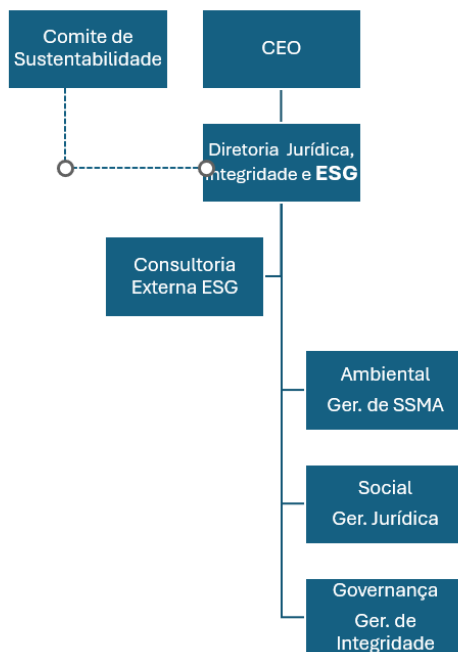 Comite de
Sustentabilidade
CEO
Diretoria Jurídica,
Integridade e ESG
Consultoria
Externa ESG
Ambiental
Ger. de SSMA
Social
Ger. Jurídica
Governança
Ger. de
Integridade